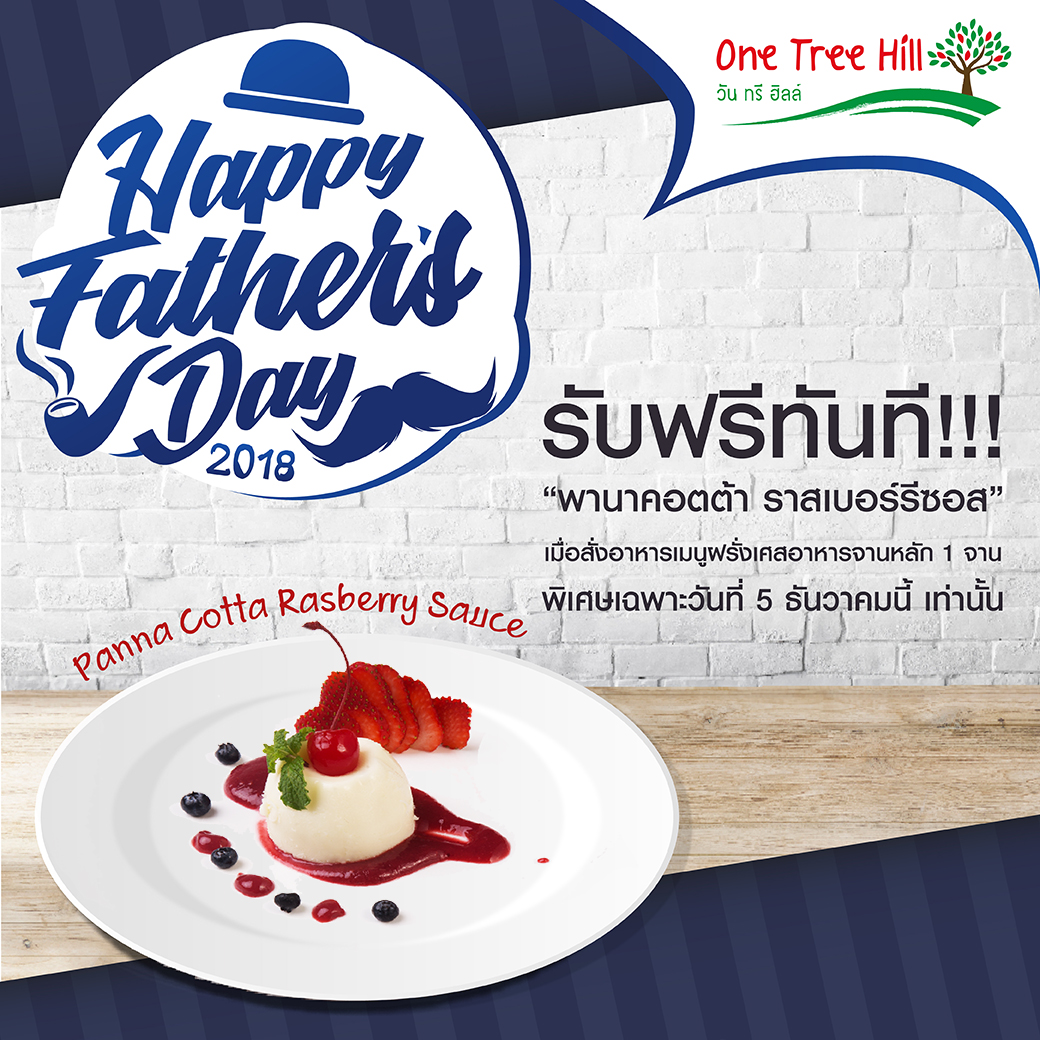 One Tree Hill
วัน ทรี ฮิลล์
Happy
Father's
Day
2018
รับฟรีทันที!!!
“พานาคอตต้า ราสเบอร์รีซอส”
เมื่อสั่งอาหารเมนูฝรั่งเศสอาหารจานหลัก 1 จาน
พิเศษเฉพาะวันที่ 5 ธันวาคมนี้ เท่านั้น
Panna Cotta Rasberry Sauce